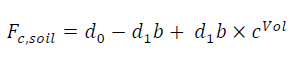 F_{c,soil} = d_0 − d_1b + d_1b × c^{Vol}